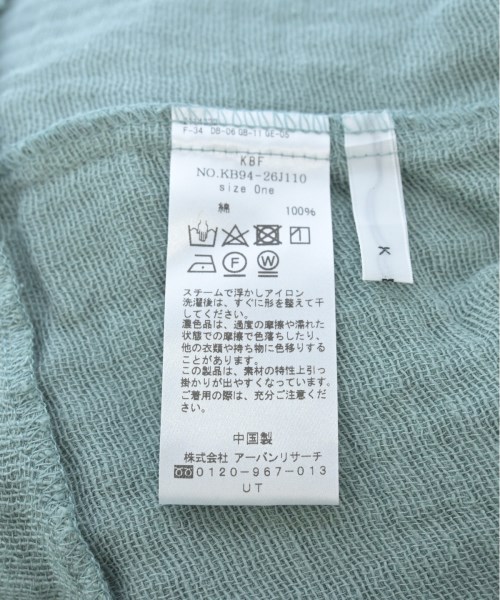 F-34 DB-06 GB-11 GE-05
KBF
NO.KB94-26J110
size One
綿 100%
F W
スチームで浮かしアイロン
洗濯後は、すぐに形を整えて干
してください。
濃色品は、過度の摩擦や濡れた
状態での摩擦で色落ちしたり、
他の衣類や持ち物に色移りする
ことがあります。
この製品は、素材の特性上引っ
掛かりが出やすくなっています。
ご着用の際は、充分ご注意くだ
さい。
中国製
株式会社 アーバンリサーチ
0120-967-013
UT
K